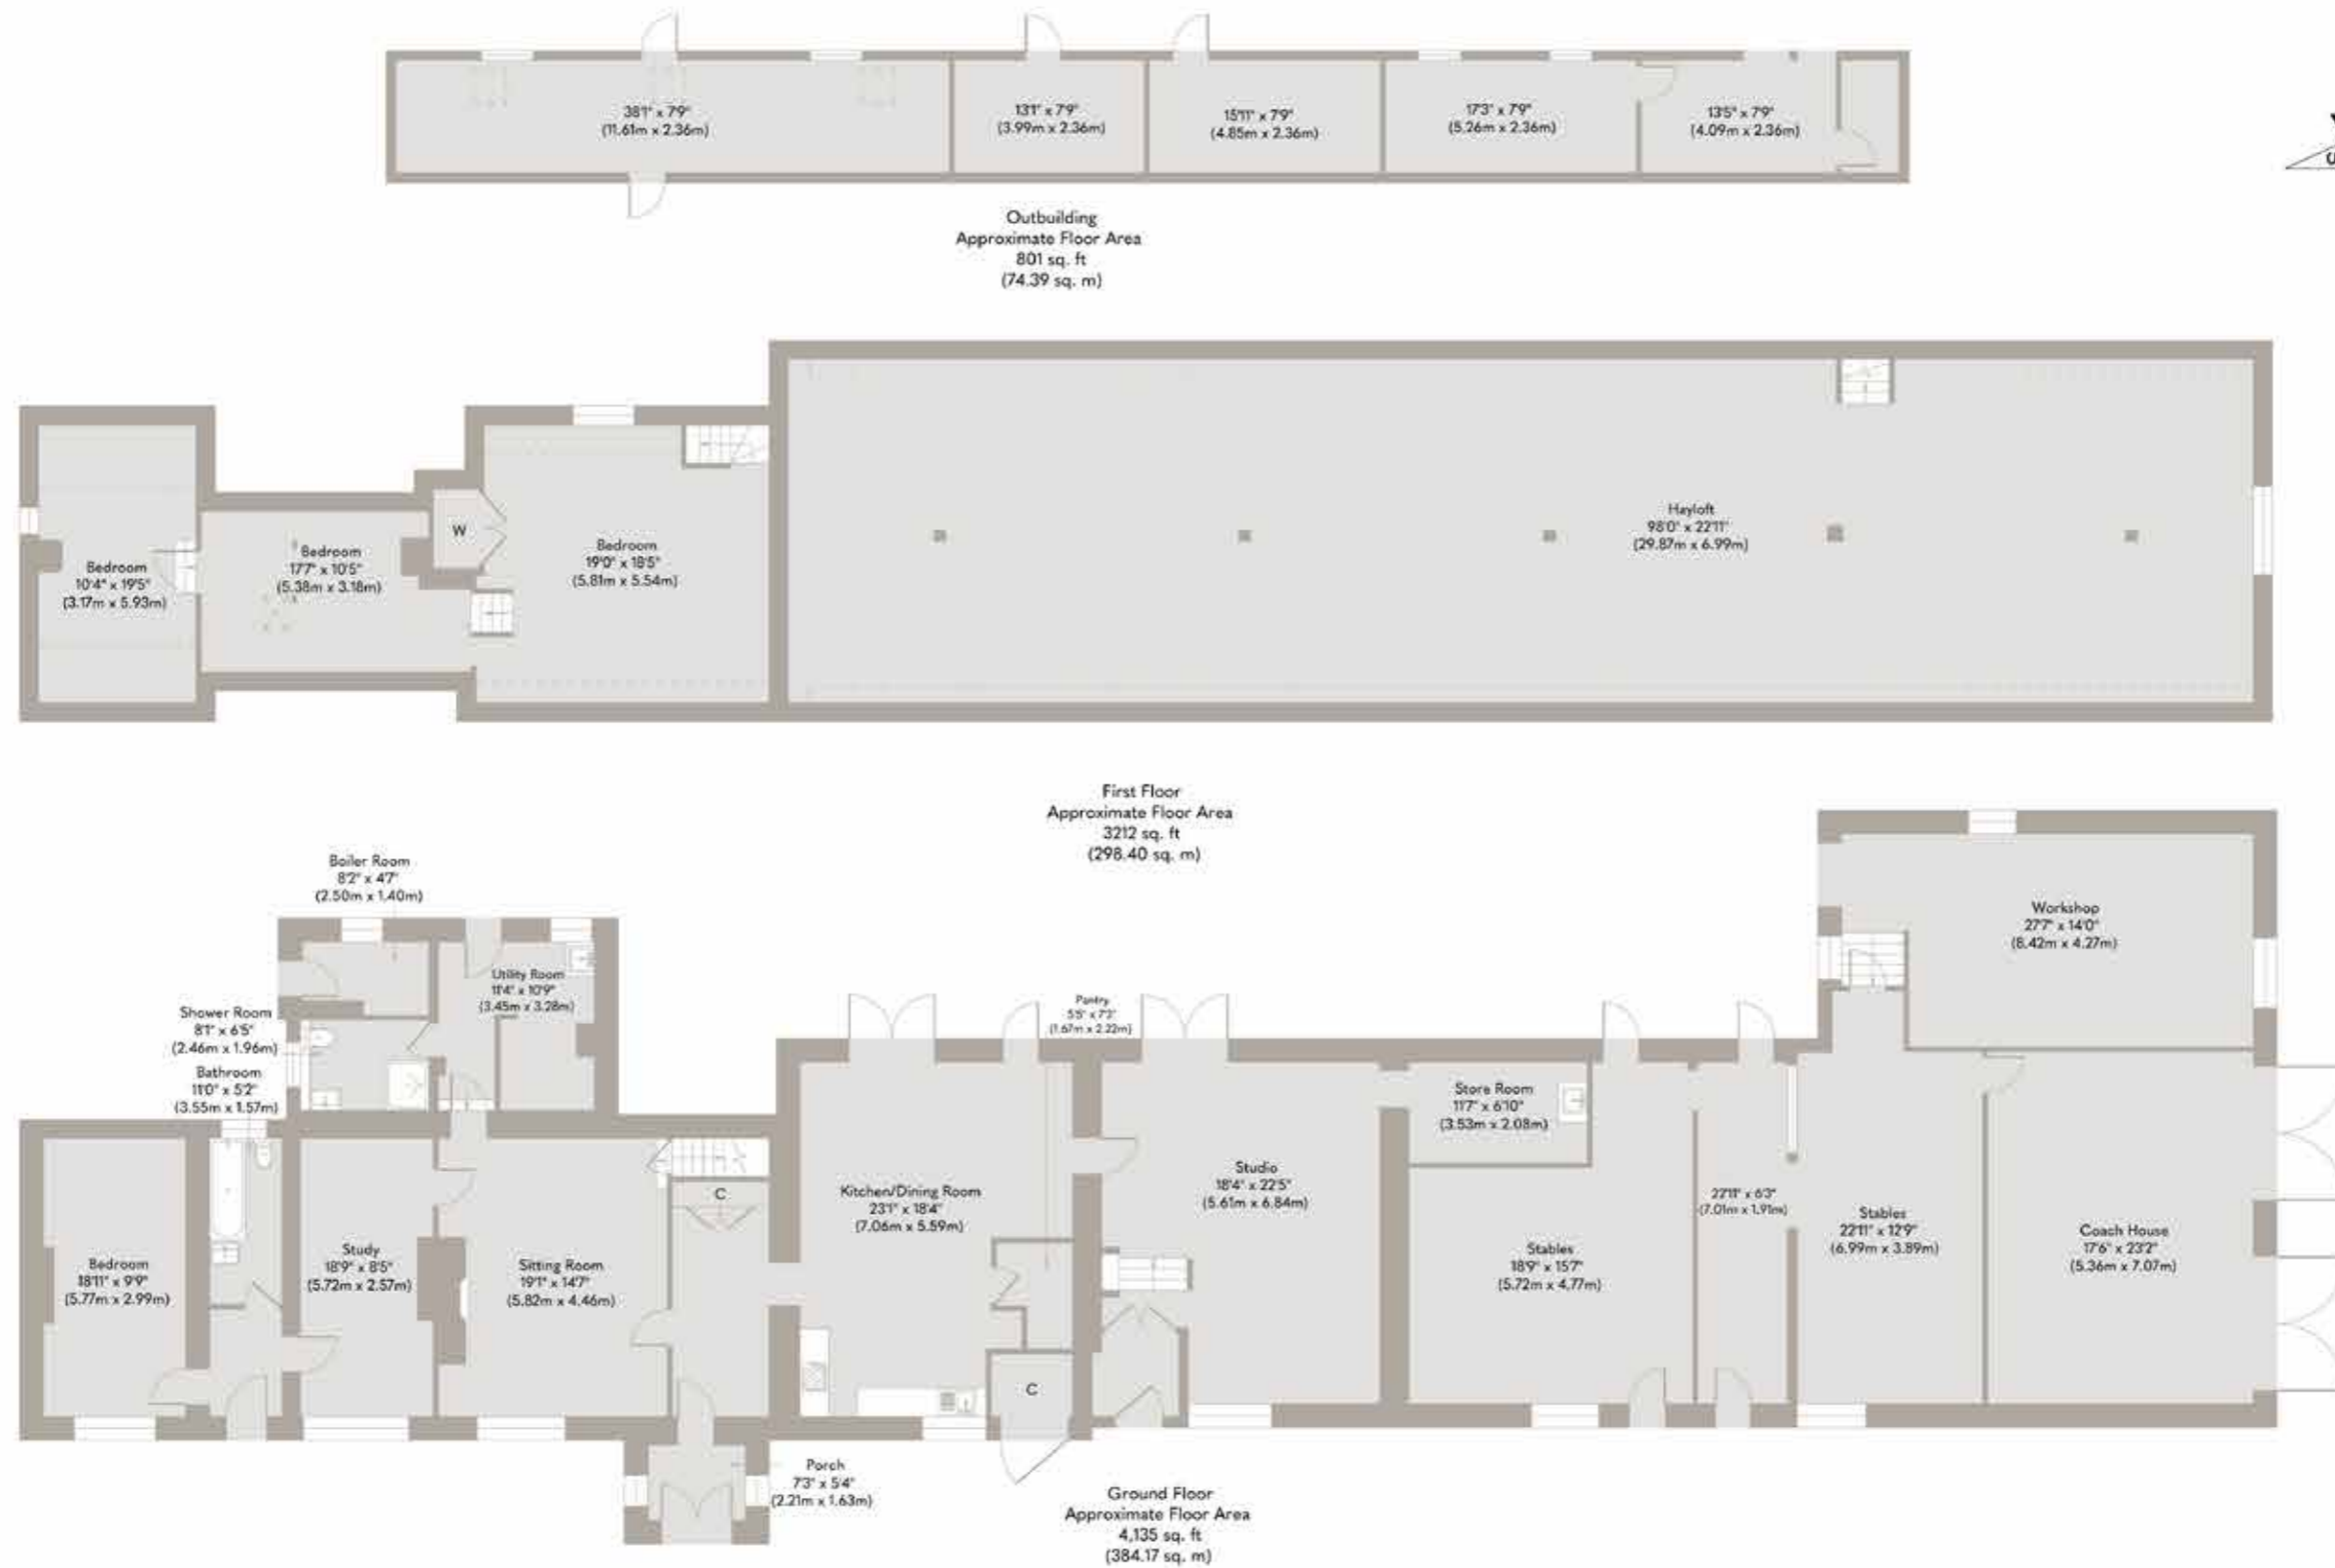 38'1" x 7'9"
(11.61m x 2.36m)
13'1" x 7'9"
(3.99m x 2.36m)
15'11" x 7'9"
(4.85m x 2.36m)
17'3" x 7'9"
(5.26m x 2.36m)
13'5" x 7'9"
(4.09m x 2.36m)
Outbuilding
Approximate Floor Area
801 sq. ft
(74.39 sq. m)
Bedroom
10'4" x 19'5"
(3.17m x 5.93m)
Bedroom
17'7" x 10'5"
(5.38m x 3.18m)
W
Bedroom
19'0" x 18'5"
(5.81m x 5.54m)
Hayloft
98'0" x 22'11"
(29.87m x 6.99m)
First Floor
Approximate Floor Area
3212 sq. ft
(298.40 sq. m)
Boiler Room
8'2" x 4'7"
(2.50m x 1.40m)
Utility Room
11'4" x 10'9"
(3.45m x 3.28m)
Shower Room
8'1" x 6'5"
(2.46m x 1.96m)
Bathroom
11'0" x 5'2"
(3.55m x 1.57m)
Pantry
5'5" x 7'3"
(1.67m x 2.22m)
Workshop
27'7" x 14'0"
(8.42m x 4.27m)
Bedroom
18'11" x 9'9"
(5.77m x 2.99m)
Study
18'9" x 8'5"
(5.72m x 2.57m)
Sitting Room
19'1" x 14'7"
(5.82m x 4.46m)
C
Kitchen/Dining Room
23'1" x 18'4"
(7.06m x 5.59m)
C
Studio
18'4" x 22'5"
(5.61m x 6.84m)
Store Room
11'7" x 6'10"
(3.53m x 2.08m)
Stables
18'9" x 15'7"
(5.72m x 4.77m)
22'11" x 6'3"
(7.01m x 1.91m)
Stables
22'11" x 12'9"
(6.99m x 3.89m)
Coach House
17'6" x 23'2"
(5.36m x 7.07m)
Porch
7'3" x 5'4"
(2.21m x 1.63m)
Ground Floor
Approximate Floor Area
4,135 sq. ft
(384.17 sq. m)